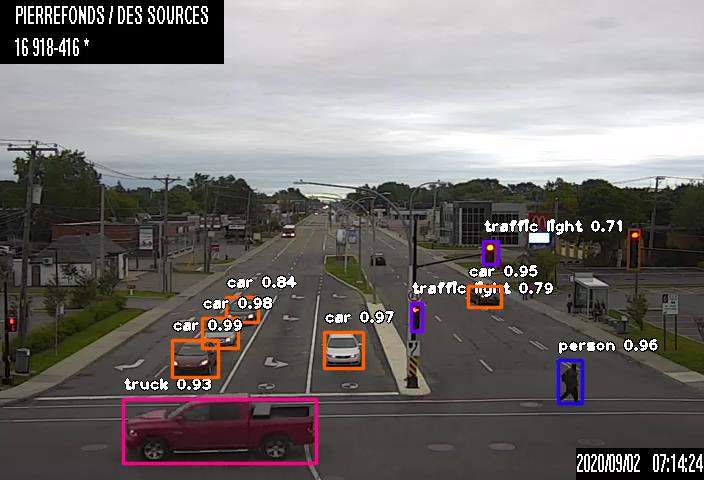 PIERREFONDS / DES SOURCES
16 918-416 *
traffic light 0.71
car 0.95
traffic light 0.79
car 0.84
car 0.98
car 0.99
car 0.97
person 0.96
truck 0.93
2020/09/02 07:14:24